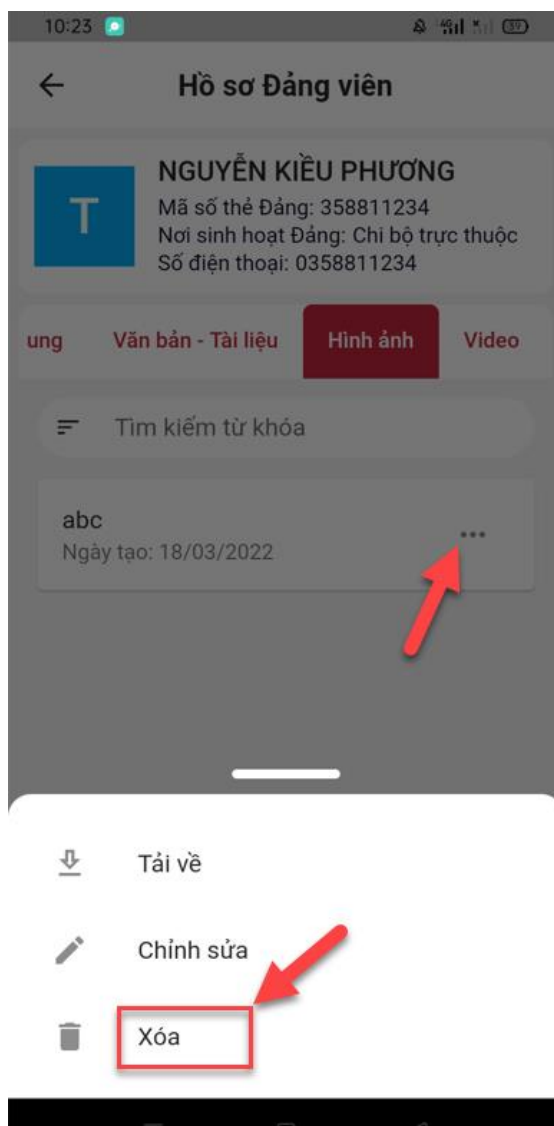 10:23
4G
39
Hồ sơ Đảng viên
T
NGUYỄN KIỀU PHƯƠNG
Mã số thẻ Đảng: 358811234
Nơi sinh hoạt Đảng: Chi bộ trực thuộc
Số điện thoại: 0358811234
ung Văn bản - Tài liệu Hình ảnh Video
Tìm kiếm từ khóa
abc
Ngày tạo: 18/03/2022
Tải về
Chỉnh sửa
Xóa